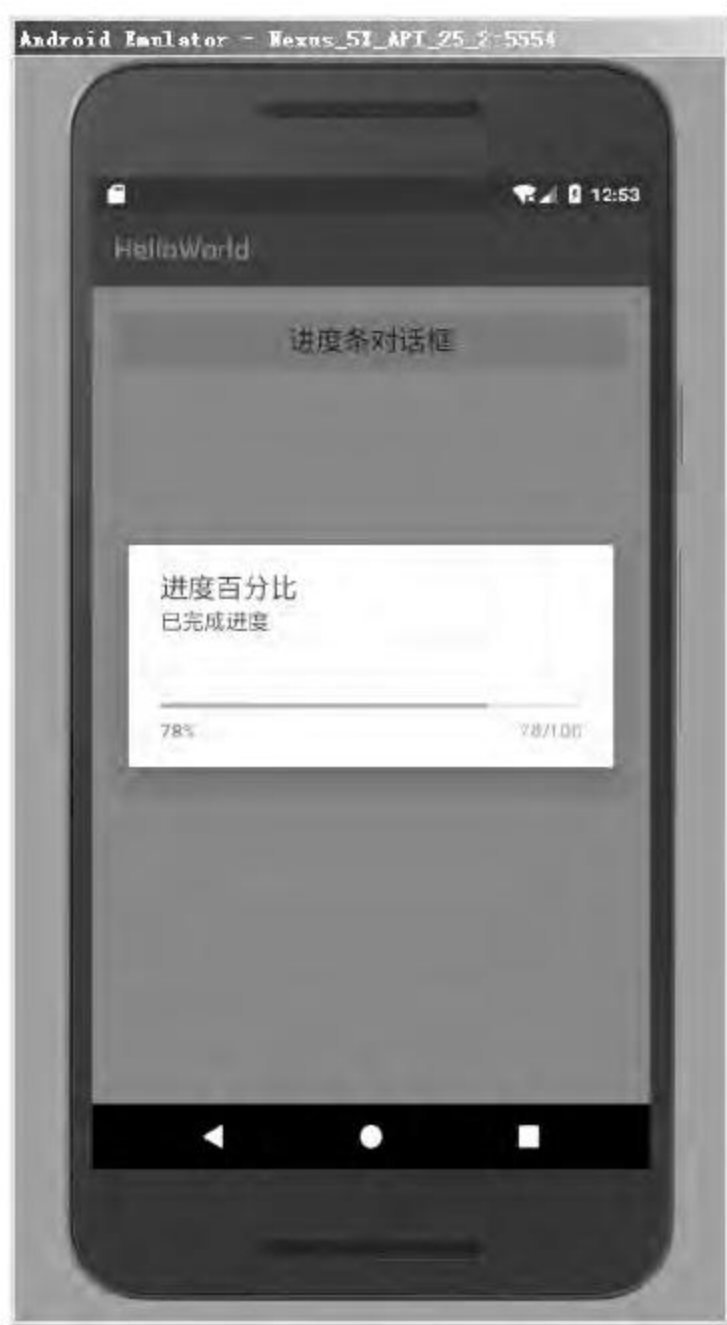 Android Emulator - Nexus_5X_API_25_2:5554
12:53
HelloWorld
进度条对话框
进度百分比
已完成进度
78%
78/100